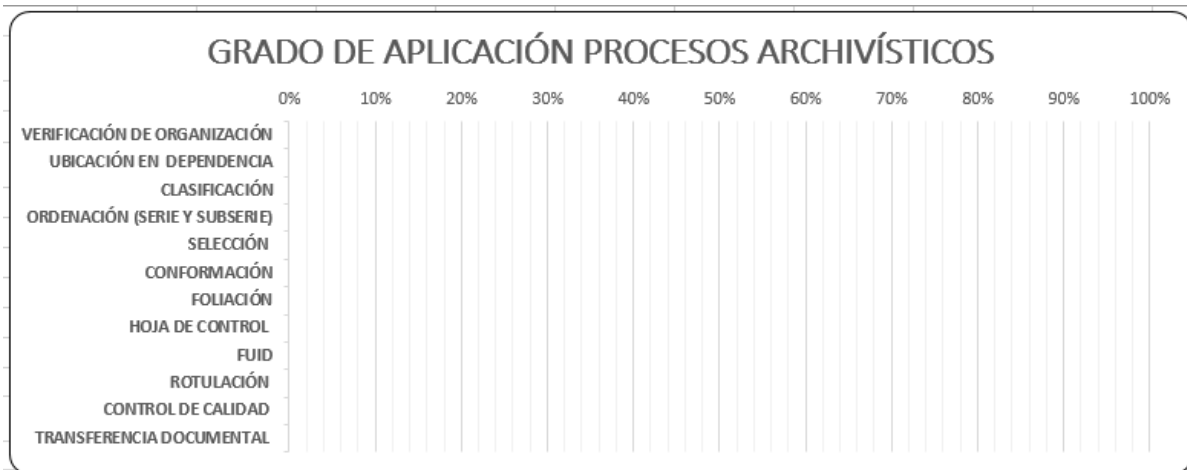 GRADO DE APLICACIÓN PROCESOS ARCHIVÍSTICOS
0% 10% 20% 30% 40% 50% 60% 70% 80% 90% 100%
VERIFICACIÓN DE ORGANIZACIÓN
UBICACIÓN EN DEPENDENCIA
CLASIFICACIÓN
ORDENACIÓN (SERIE Y SUBSERIE)
SELECCIÓN
CONFORMACIÓN
FOLIACIÓN
HOJA DE CONTROL
FUID
ROTULACIÓN
CONTROL DE CALIDAD
TRANSFERENCIA DOCUMENTAL